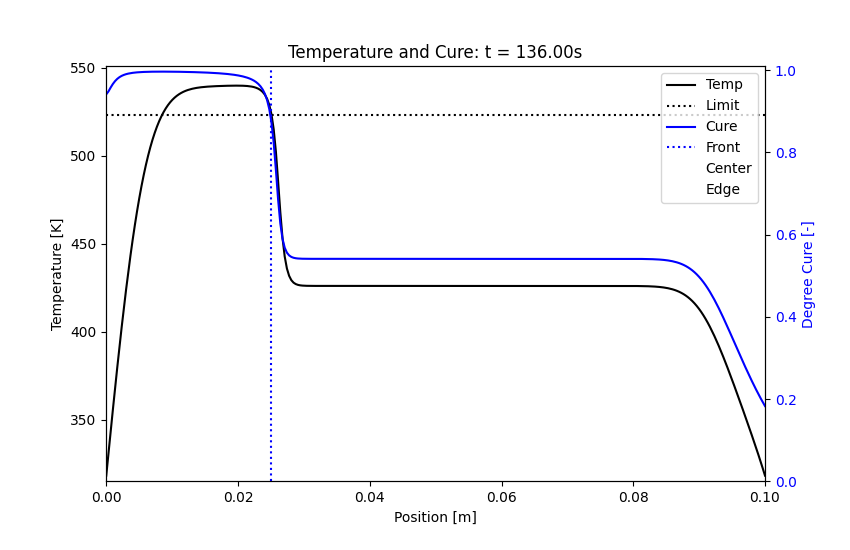 Temperature and Cure: t = 136.00s
550
500
450
400
350
Temperature [K]
1.0
0.8
0.6
0.4
0.2
0.0
Degree Cure [-]
Temp
Limit
Cure
Front
Center
Edge
0.00
0.02
0.04
0.06
0.08
0.10
Position [m]